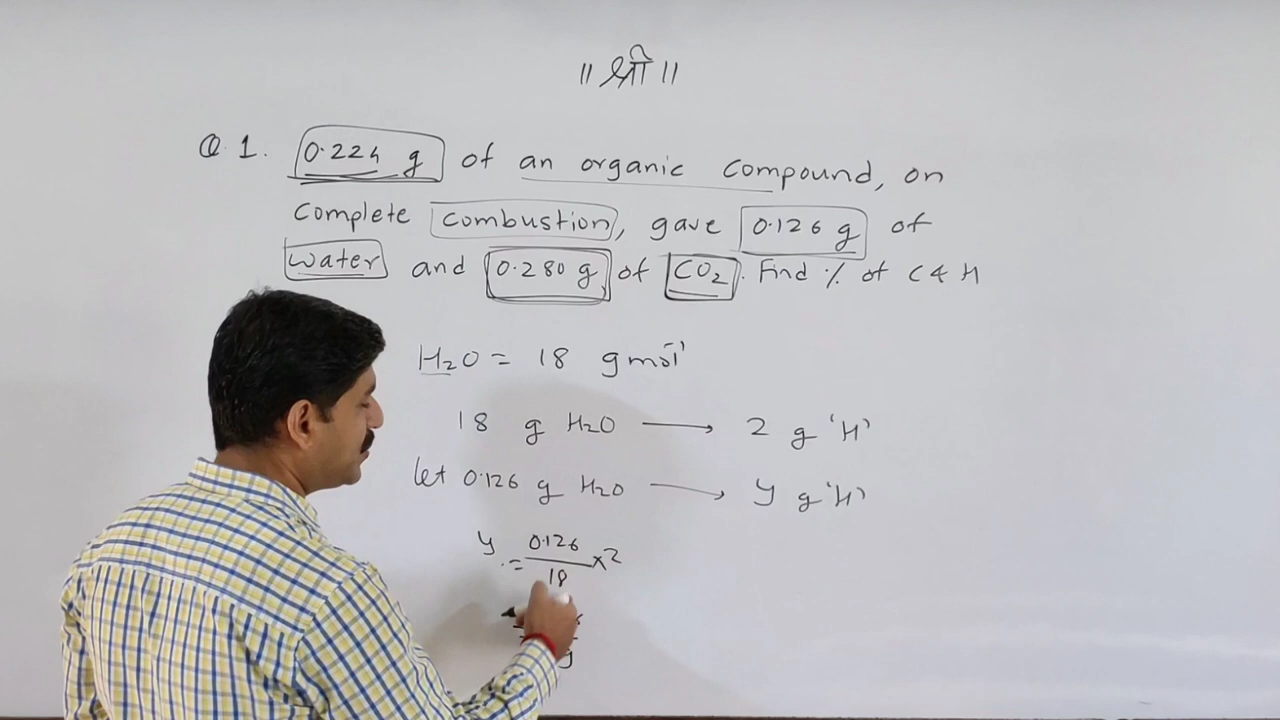 ॥ श्री ॥
Q. 1. 0.224 g of an organic compound, on
complete combustion, gave 0.126 g of
water and 0.280 g of CO₂. Find % of C & H
H₂O = 18 g mol⁻¹
18 g H₂O ⟶ 2 g 'H'
let 0.126 g H₂O ⟶ y g 'H'
y = 0.126/18 × 2